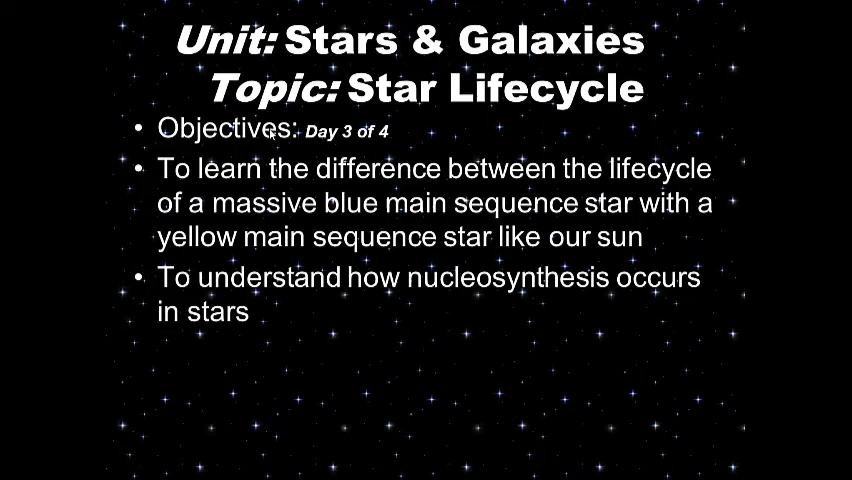 Unit: Stars & Galaxies
Topic: Star Lifecycle
• Objectives: Day 3 of 4
• To learn the difference between the lifecycle
of a massive blue main sequence star with a
yellow main sequence star like our sun
• To understand how nucleosynthesis occurs
in stars